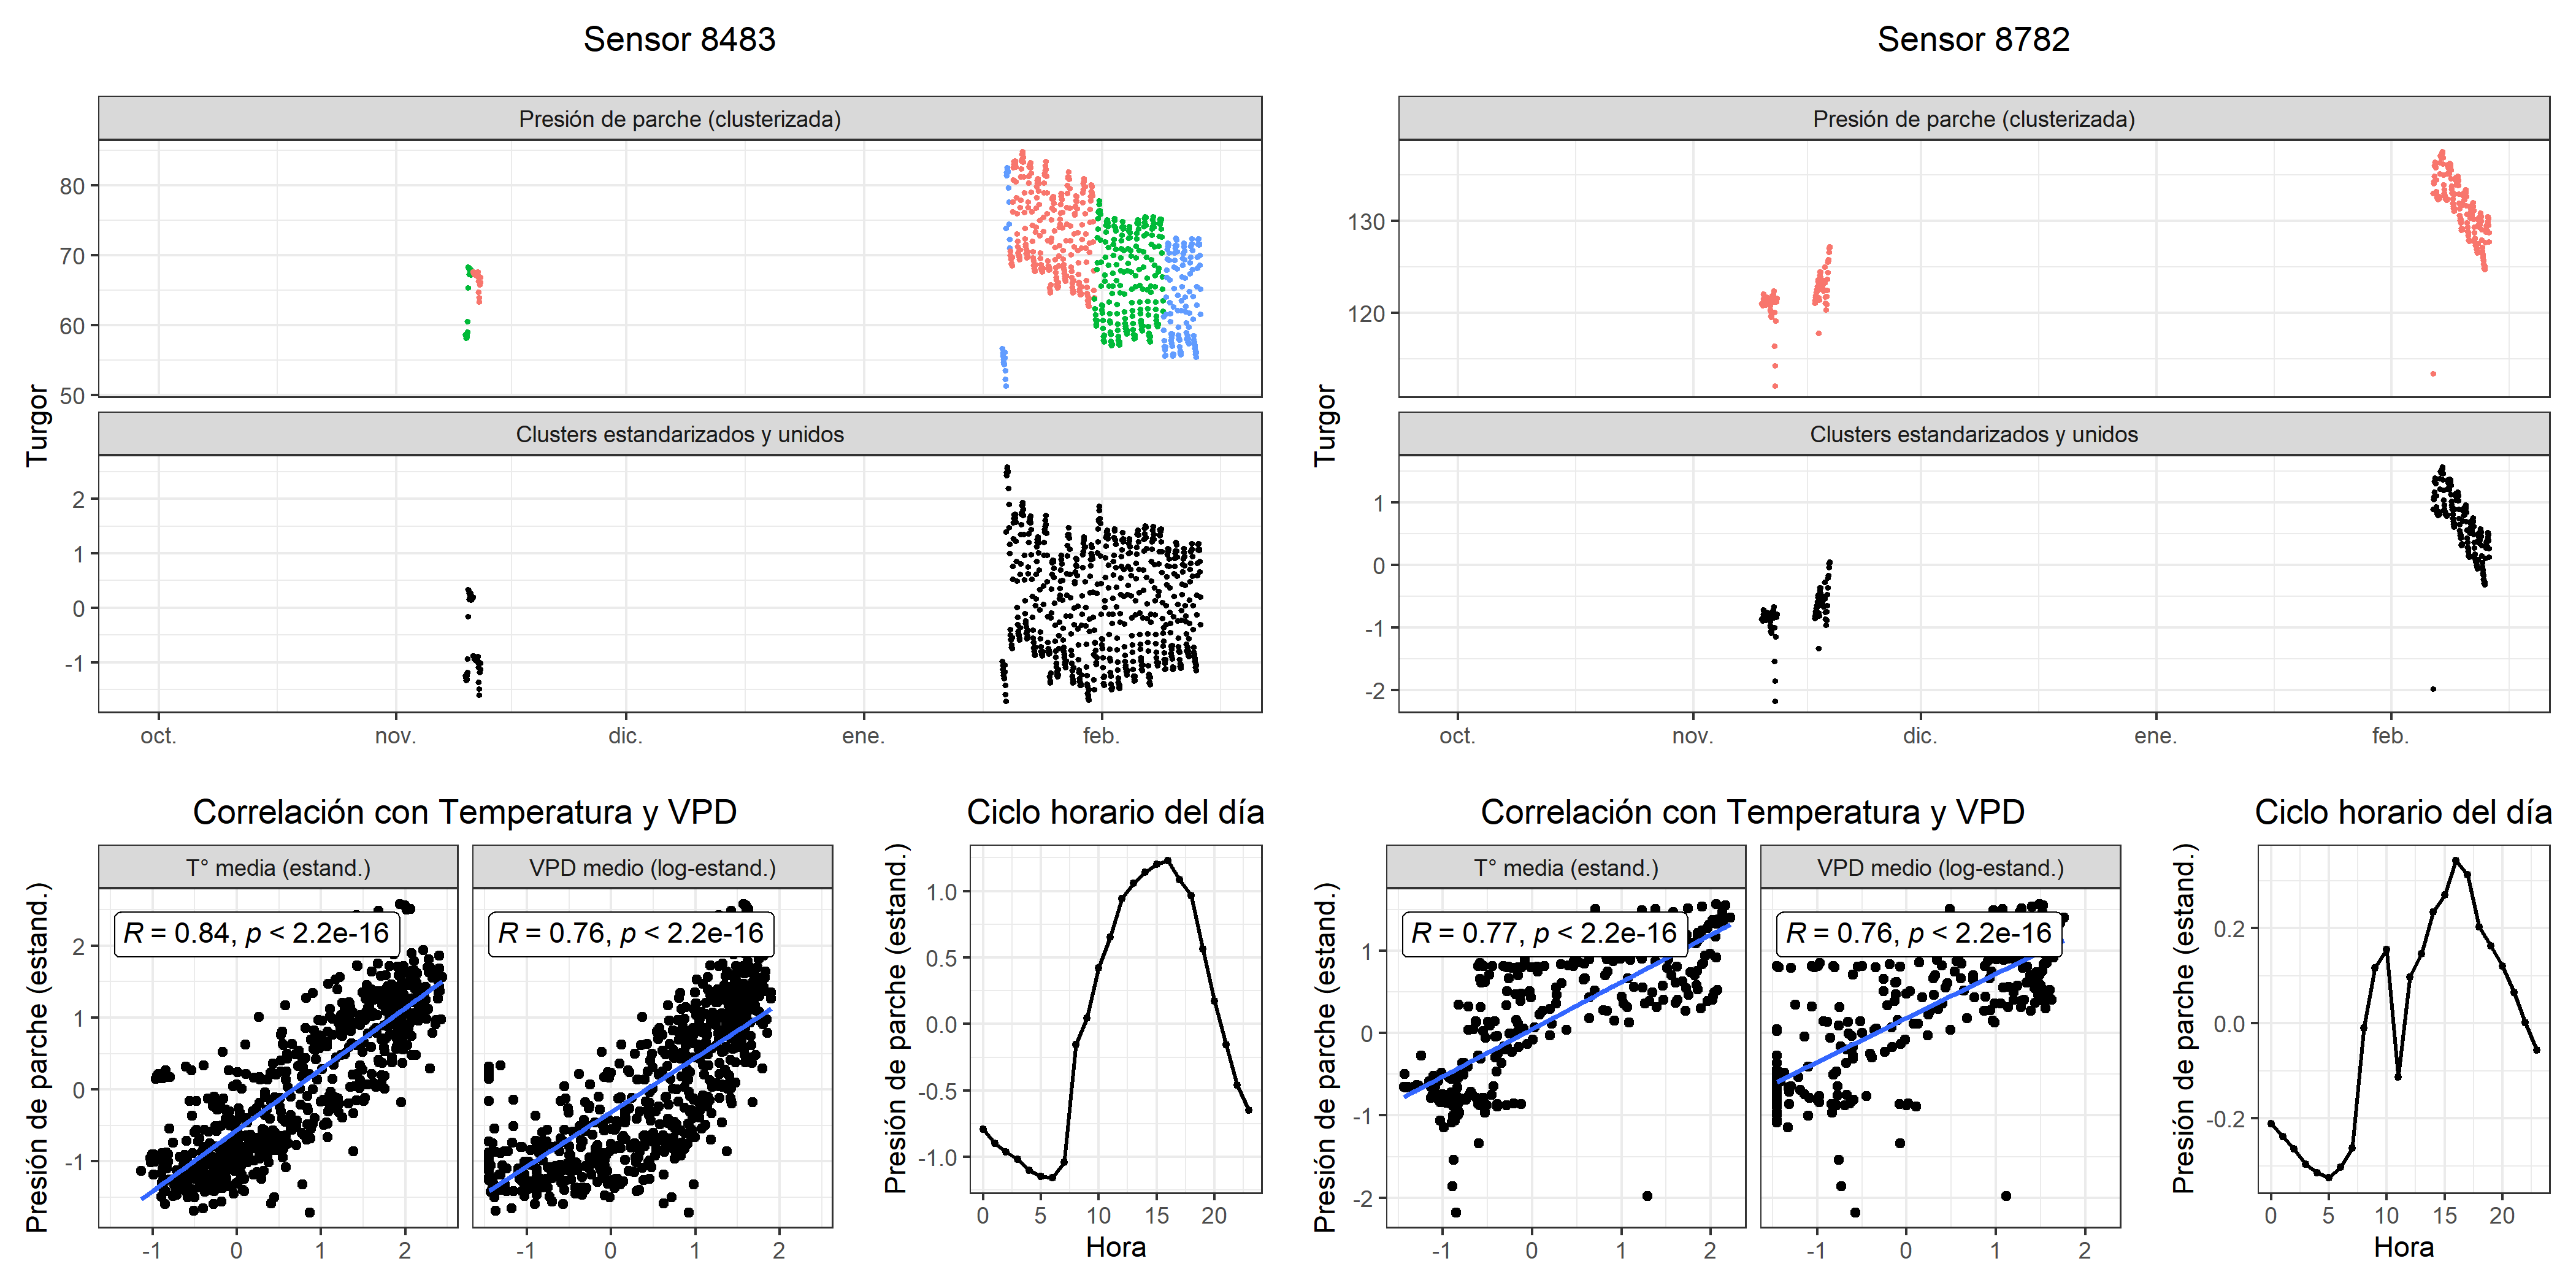 Sensor 8483
Presión de parche (clusterizada)
80
70
60
50
Turgor
Clusters estandarizados y unidos
2
1
0
-1
oct. nov. dic. ene. feb.
Correlación con Temperatura y VPD
T° media (estand.) VPD medio (log-estand.)
R = 0.84, p < 2.2e-16 R = 0.76, p < 2.2e-16
Presión de parche (estand.)
2
1
0
-1
-1 0 1 2 -1 0 1 2
Ciclo horario del día
Presión de parche (estand.)
1.0
0.5
0.0
-0.5
-1.0
0 5 10 15 20
Hora
Sensor 8782
Presión de parche (clusterizada)
130
120
Turgor
Clusters estandarizados y unidos
1
0
-1
-2
oct. nov. dic. ene. feb.
Correlación con Temperatura y VPD
T° media (estand.) VPD medio (log-estand.)
R = 0.77, p < 2.2e-16 R = 0.76, p < 2.2e-16
Presión de parche (estand.)
1
0
-1
-2
-1 0 1 2 -1 0 1 2
Ciclo horario del día
Presión de parche (estand.)
0.2
0.0
-0.2
0 5 10 15 20
Hora